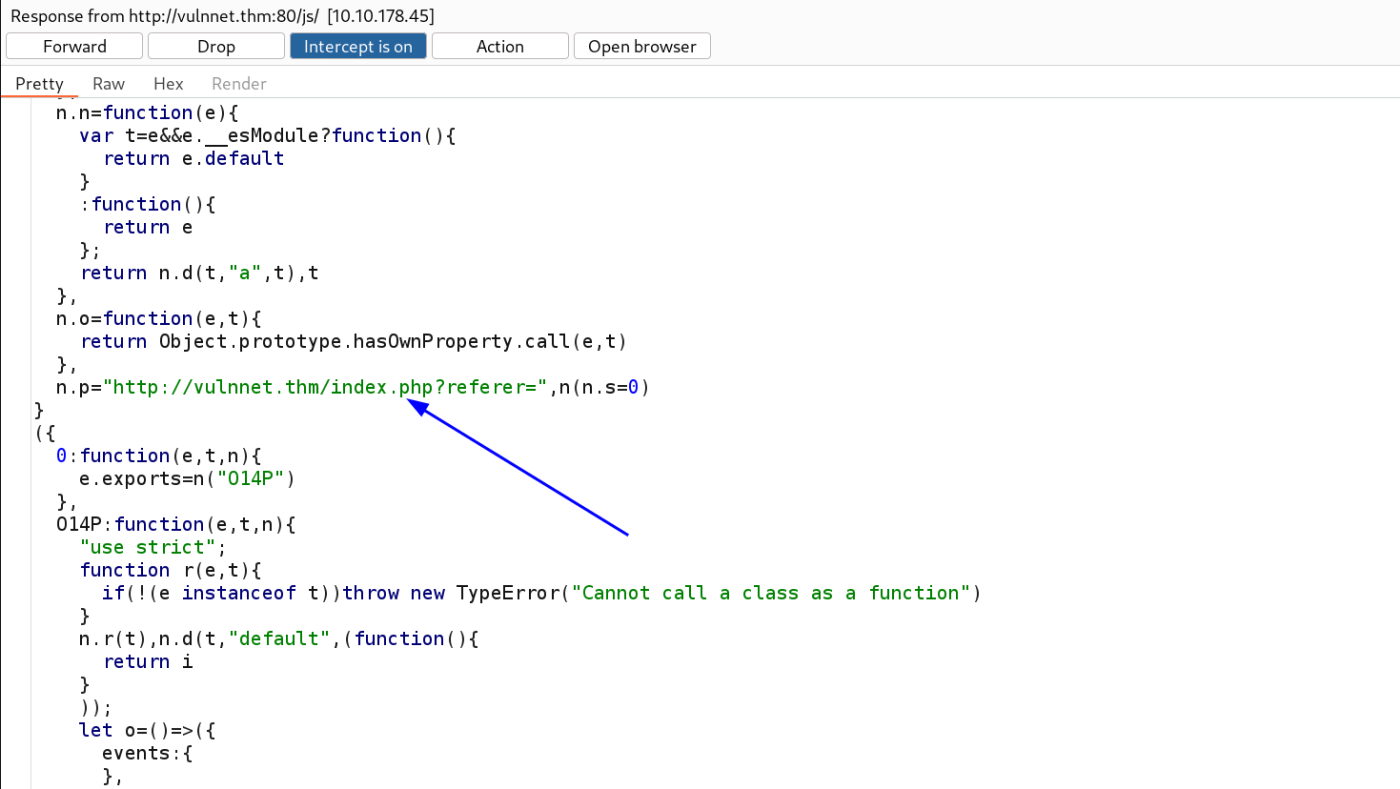 Response from http://vulnnet.thm:80/js/ [10.10.178.45]
Forward Drop Intercept is on Action Open browser
Pretty Raw Hex Render
n.n=function(e){
var t=e&&e.__esModule?function(){
return e.default
}
:function(){
return e
};
return n.d(t,"a",t),t
},
n.o=function(e,t){
return Object.prototype.hasOwnProperty.call(e,t)
},
n.p="http://vulnnet.thm/index.php?referer=",n(n.s=0)
}
({
0:function(e,t,n){
e.exports=n("O14P")
},
O14P:function(e,t,n){
"use strict";
function r(e,t){
if(!(e instanceof t))throw new TypeError("Cannot call a class as a function")
}
n.r(t),n.d(t,"default",(function(){
return i
}
));
let o=()=>({
events:{
},